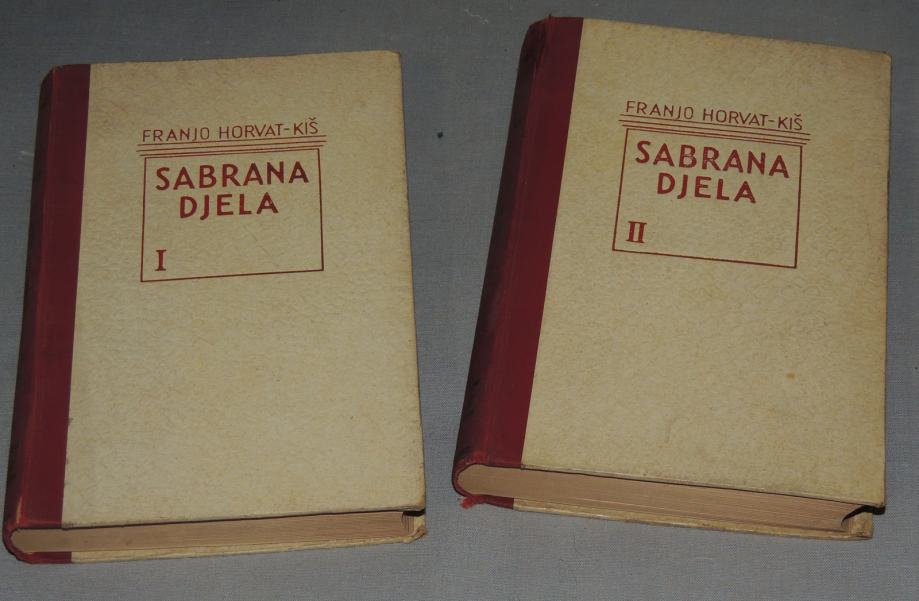 FRANJO HORVAT-KIŠ
SABRANA
DJELA
I
FRANJO HORVAT-KIŠ
SABRANA
DJELA
II